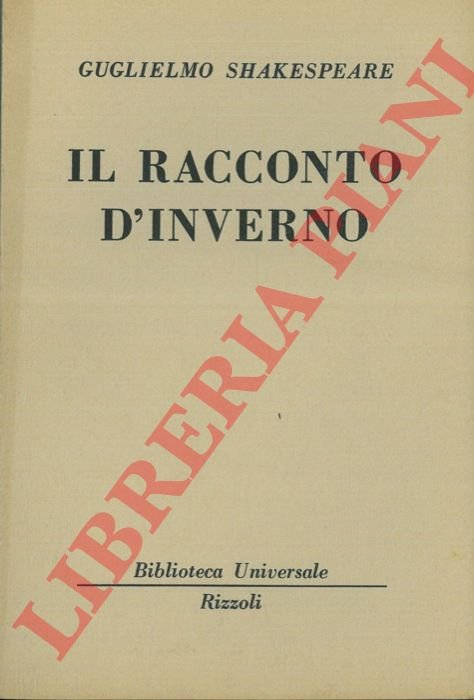 GUGLIELMO SHAKESPEARE
IL RACCONTO
D'INVERNO
LIBRERIA PIANI
Biblioteca Universale
Rizzoli